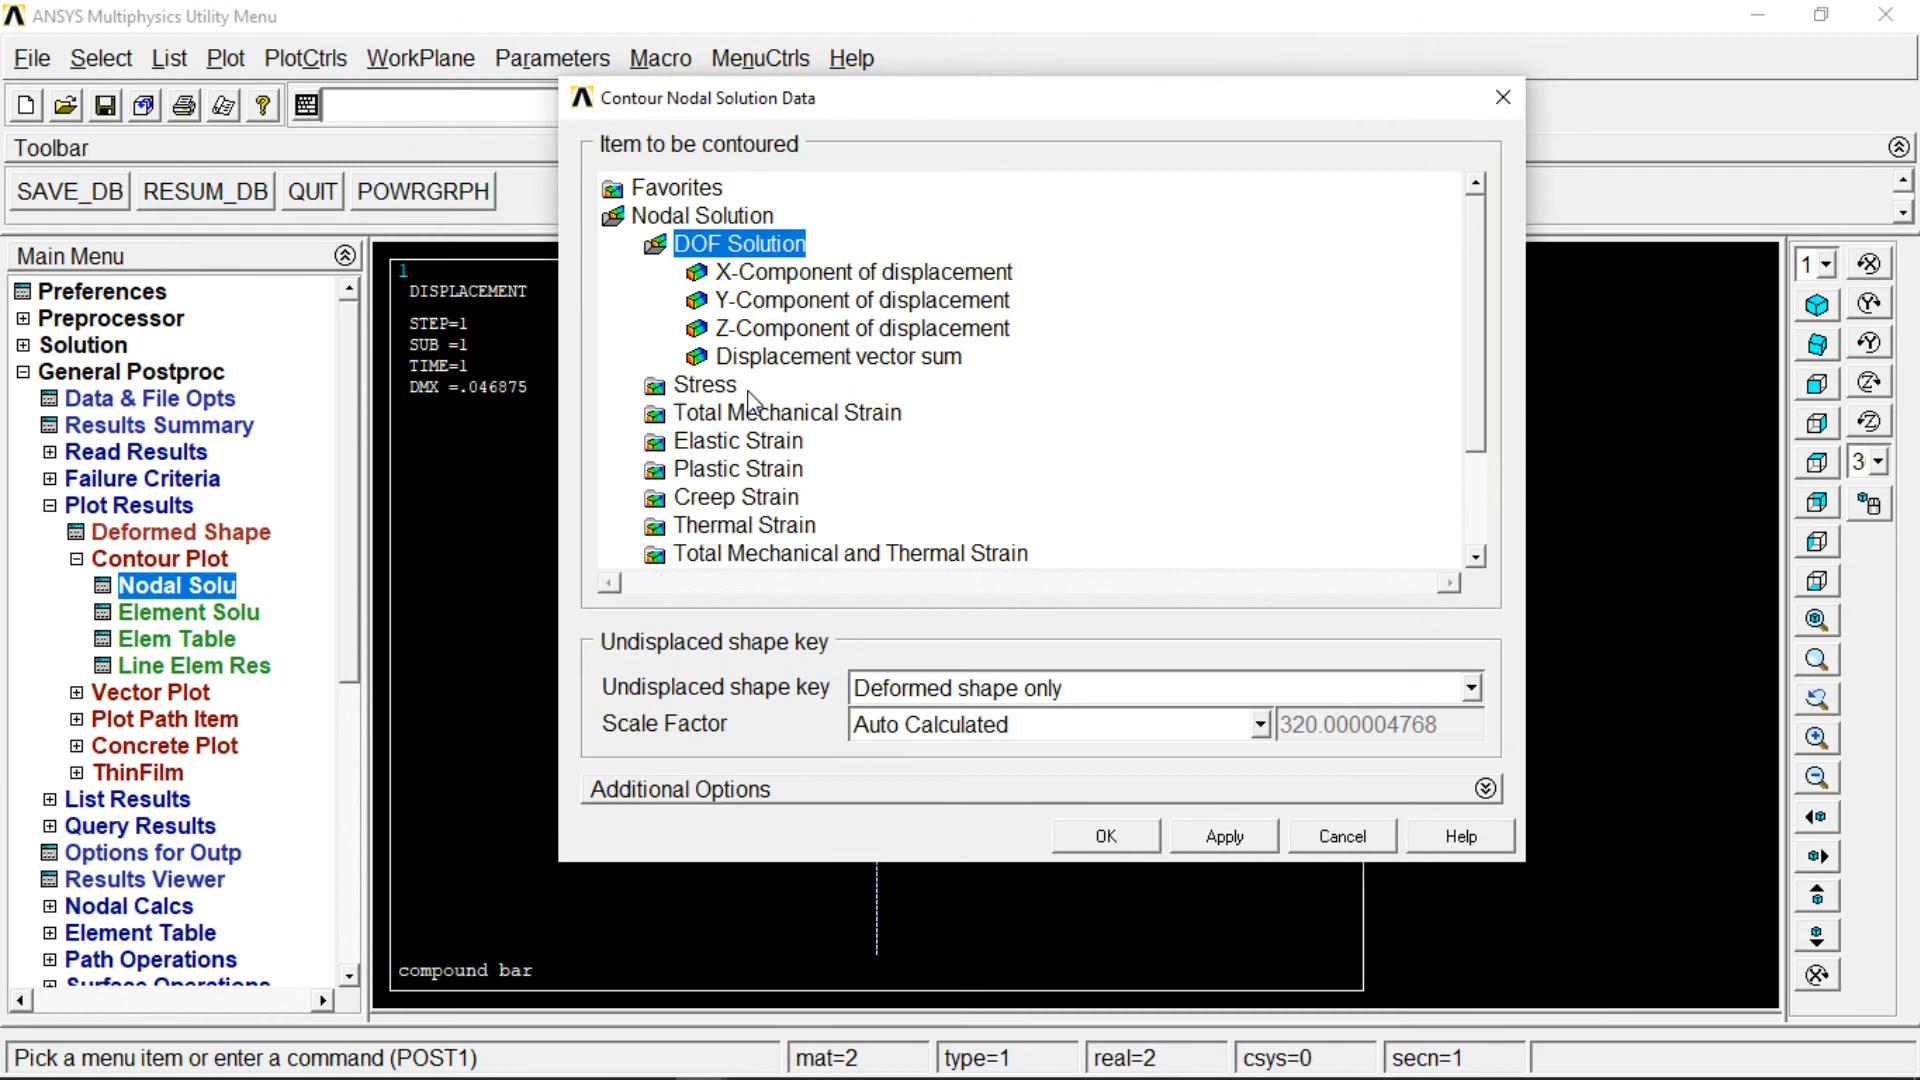 ANSYS Multiphysics Utility Menu
File Select List Plot PlotCtrls WorkPlane Parameters Macro MenuCtrls Help
Toolbar
SAVE_DB RESUM_DB QUIT POWRGRPH
Main Menu
Preferences
Preprocessor
Solution
General Postproc
Data & File Opts
Results Summary
Read Results
Failure Criteria
Plot Results
Deformed Shape
Contour Plot
Nodal Solu
Element Solu
Elem Table
Line Elem Res
Vector Plot
Plot Path Item
Concrete Plot
ThinFilm
List Results
Query Results
Options for Outp
Results Viewer
Nodal Calcs
Element Table
Path Operations
1
DISPLACEMENT
STEP=1
SUB =1
TIME=1
DMX =.046875
compound bar
Contour Nodal Solution Data
Item to be contoured
Favorites
Nodal Solution
DOF Solution
X-Component of displacement
Y-Component of displacement
Z-Component of displacement
Displacement vector sum
Stress
Total Mechanical Strain
Elastic Strain
Plastic Strain
Creep Strain
Thermal Strain
Total Mechanical and Thermal Strain
Undisplaced shape key
Undisplaced shape key Deformed shape only
Scale Factor Auto Calculated 320.000004768
Additional Options
OK Apply Cancel Help
1
3
Pick a menu item or enter a command (POST1) mat=2 type=1 real=2 csys=0 secn=1